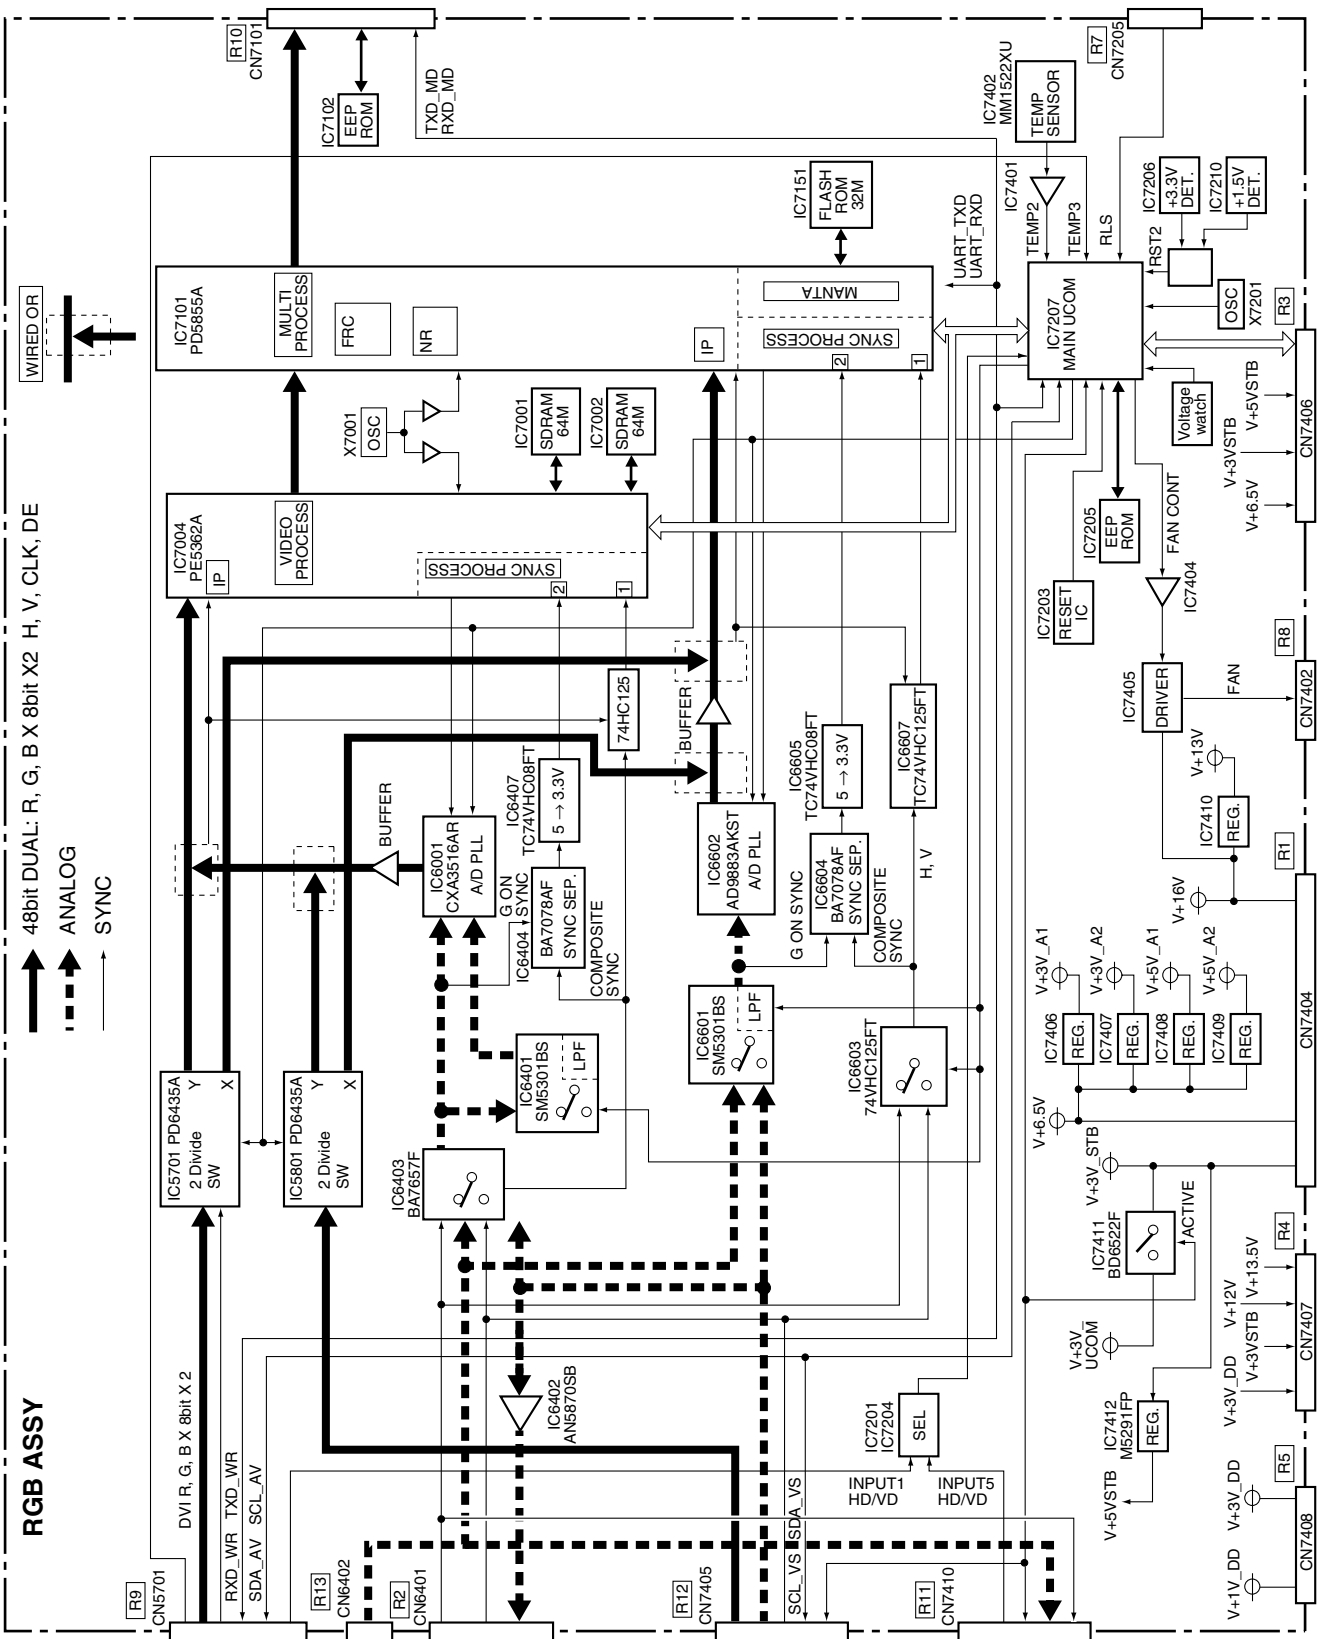 RGB ASSY
48bit DUAL: R, G, B X 8bit X2 H, V, CLK, DE
ANALOG
SYNC
WIRED OR
R10
CN7101
IC7102
EEP
ROM
TXD_MD
RXD_MD
R7
CN7205
IC7402
MM1522XU
TEMP
SENSOR
IC7401
TEMP2
TEMP3
RLS
RST2
IC7206
+3.3V
DET.
IC7210
+1.5V
DET.
OSC
X7201
IC7151
FLASH
ROM
32M
UART_TXD
UART_RXD
IC7101
PD5855A
MULTI
PROCESS
FRC
NR
IP
MANTA
SYNC PROCESS
2
1
IC7207
MAIN UCOM
R3
CN7406
V+5VSTB
V+3VSTB
V+6.5V
Voltage
watch
X7001
OSC
IC7001
SDRAM
64M
IC7002
SDRAM
64M
IC7004
PE5362A
IP
VIDEO
PROCESS
SYNC PROCESS
2
1
IC7205
EEP
ROM
IC7203
RESET
IC
FAN CONT
IC7404
IC7405
DRIVER
FAN
R8
CN7402
V+13V
IC7410
REG.
V+16V
R1
CN7404
74HC125
BUFFER
BUFFER
IC6407
TC74VHC08FT
5 → 3.3V
IC6001
CXA3516AR
A/D PLL
G ON
SYNC
IC6404
BA7078AF
SYNC SEP.
COMPOSITE
SYNC
IC6602
AD9883AKST
A/D PLL
IC6605
TC74VHC08FT
5 → 3.3V
IC6607
TC74VHC125FT
IC6604
BA7078AF
SYNC SEP.
G ON SYNC
COMPOSITE
SYNC
H, V
IC5701 PD6435A
2 Divide
SW
Y
X
IC5801 PD6435A
2 Divide
SW
Y
X
IC6401
SM5301BS
LPF
IC6403
BA7657F
IC6601
SM5301BS
LPF
IC6603
74VHC125FT
V+3V_A1
V+3V_A2
V+5V_A1
V+5V_A2
IC7406
REG.
IC7407
REG.
IC7408
REG.
IC7409
REG.
V+6.5V
V+3V_STB
IC7411
BD6522F
ACTIVE
V+3V_
UCOM
IC7412
M5291FP
REG.
V+5VSTB
R4
CN7407
V+13.5V
V+12V
V+3VSTB
V+3V_DD
R5
CN7408
V+3V_DD
V+1V_DD
IC6402
AN5870SB
IC7201
IC7204
SEL
INPUT1
HD/VD
INPUT5
HD/VD
DVI R, G, B X 8bit X 2
RXD_WR TXD_WR
SDA_AV SCL_AV
SCL_VS SDA_VS
R9
CN5701
R13
CN6402
R2
CN6401
R12
CN7405
R11
CN7410